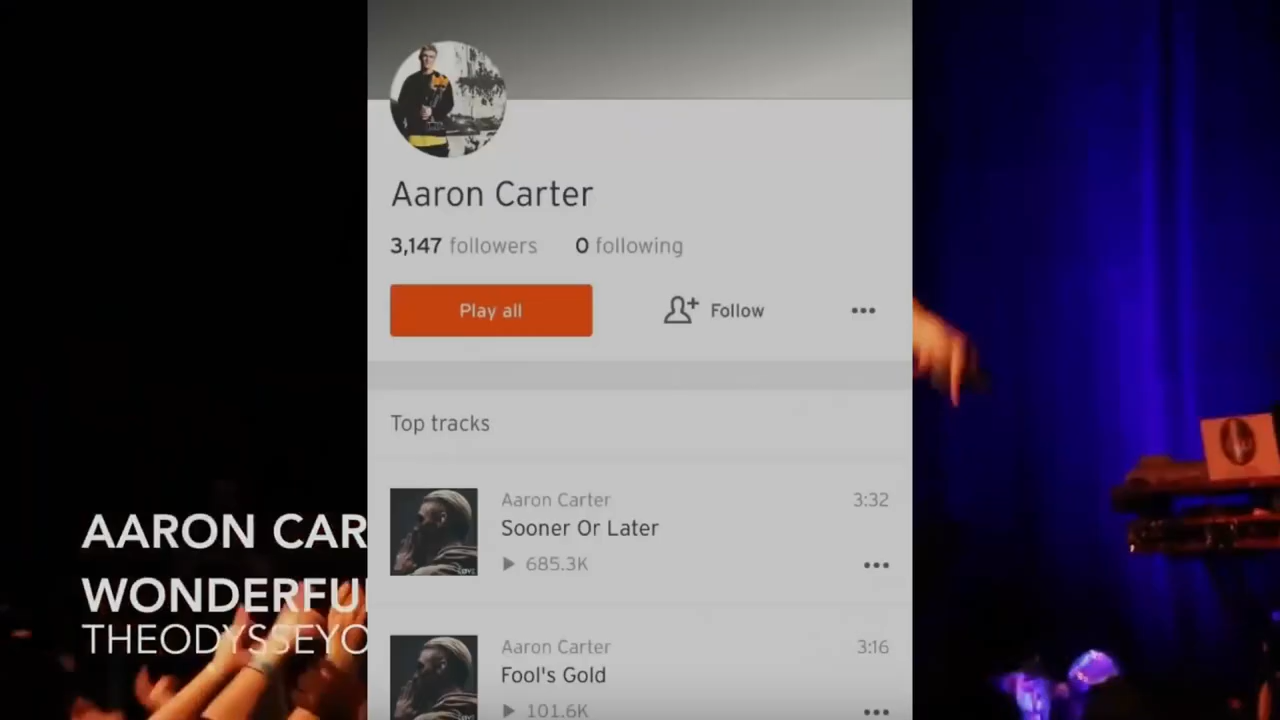 Aaron Carter
3,147 followers 0 following
Play all Follow
Top tracks
Aaron Carter 3:32
Sooner Or Later
685.3K
Aaron Carter 3:16
Fool's Gold
101.6K
AARON CAR
WONDERFUL
THEODYSSEYO